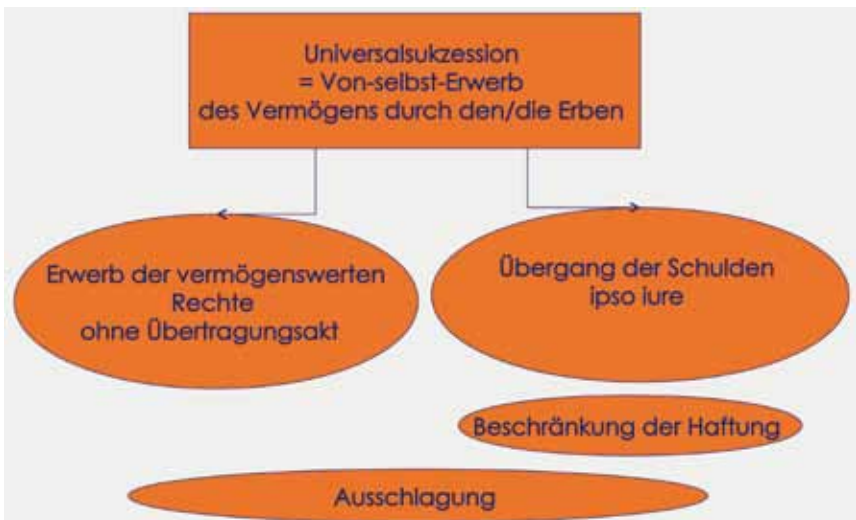 Universalsukzession
= Von-selbst-Erwerb
des Vermögens durch den/die Erben
Erwerb der vermögenswerten
Rechte
ohne Übertragungsakt
Übergang der Schulden
ipso iure
Beschränkung der Haftung
Ausschlagung